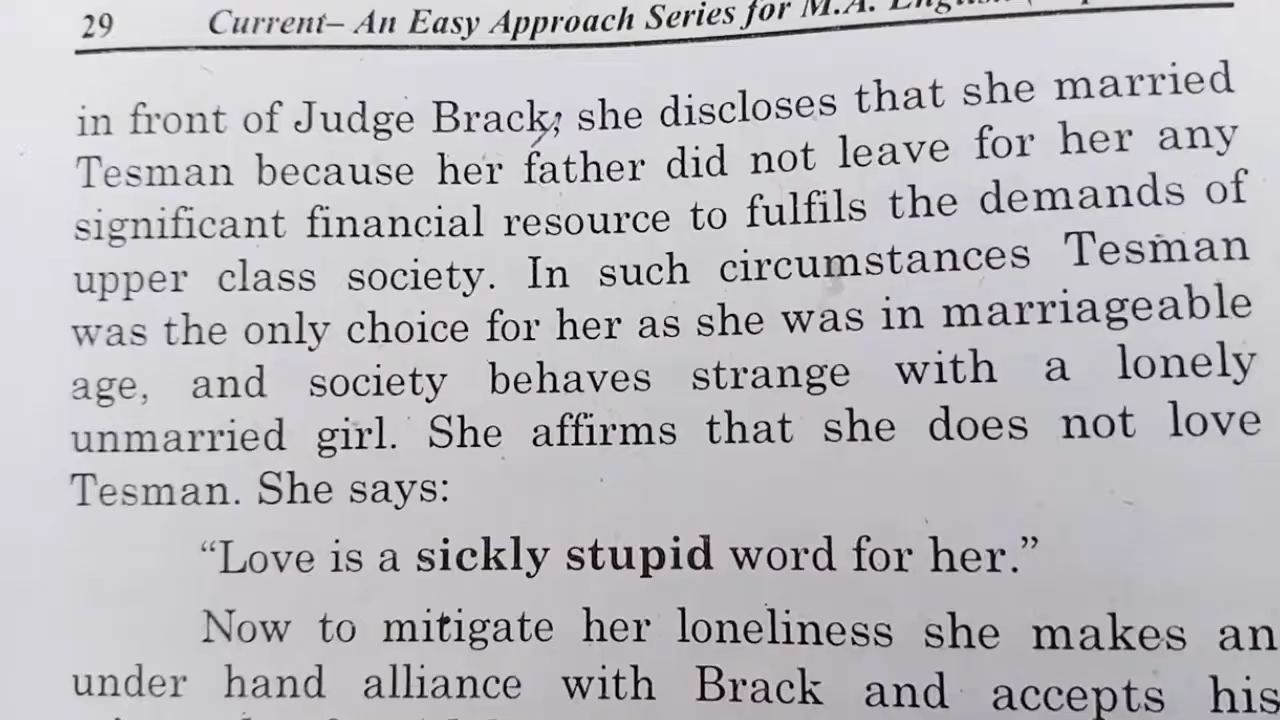 29 Current– An Easy Approach Series for M.A.
in front of Judge Brack; she discloses that she married
Tesman because her father did not leave for her any
significant financial resource to fulfils the demands of
upper class society. In such circumstances Tesman
was the only choice for her as she was in marriageable
age, and society behaves strange with a lonely
unmarried girl. She affirms that she does not love
Tesman. She says:
“Love is a sickly stupid word for her.”
Now to mitigate her loneliness she makes an
under hand alliance with Brack and accepts his